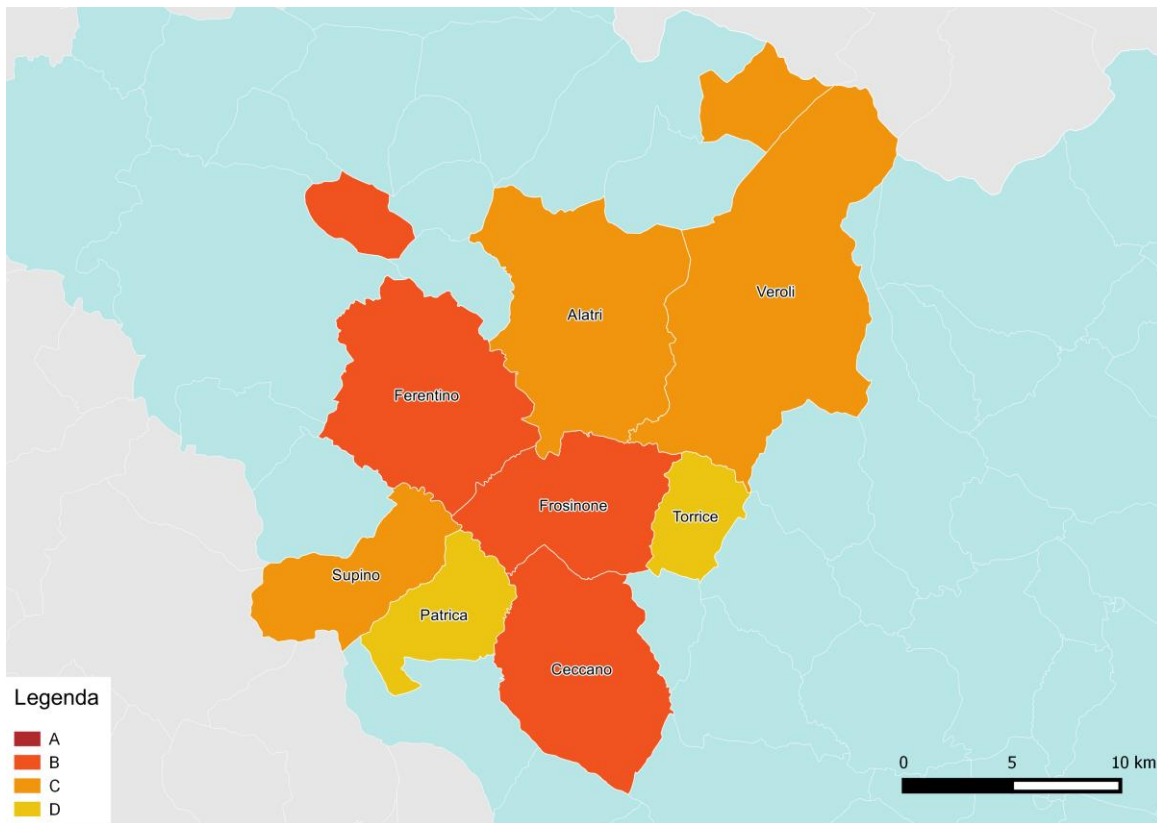 Veroli
Alatri
Ferentino
Frosinone
Torrice
Supino
Patrica
Ceccano
Legenda
A
B
C
D
0 5 10 km